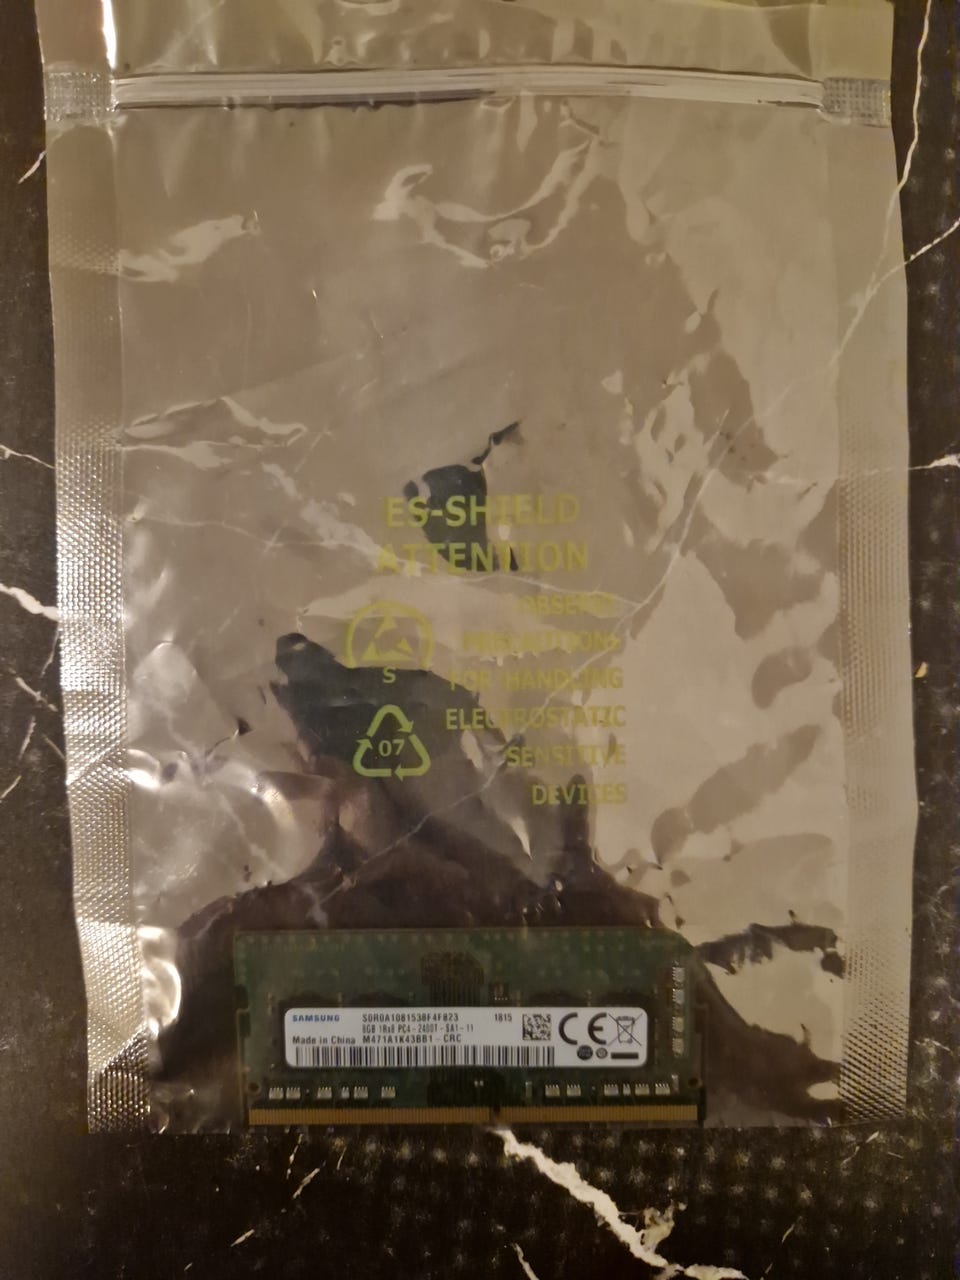 ES-SHIELD
ATTENTION
OBSERVE
PRECAUTIONS
FOR HANDLING
ELECTROSTATIC
SENSITIVE
DEVICES
S
07
SAMSUNG S0R0A1081538F4F823 1815
8GB 1Rx8 PC4-2400T-SA1-11
Made in China M471A1K43BB1-CRC
CE